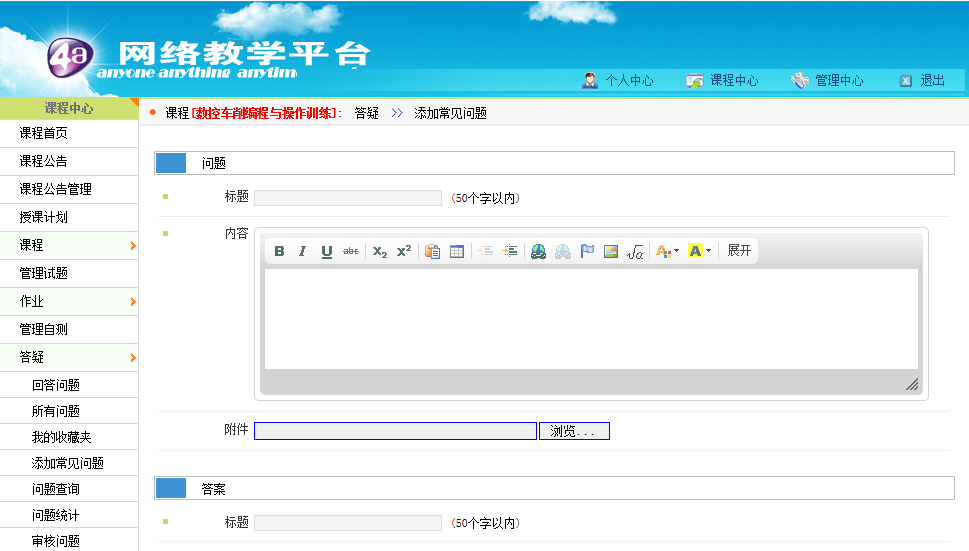 4a 网络教学平台
anyone anything anytim
个人中心 课程中心 管理中心 退出
课程中心
课程[数控车削编程与操作训练]: 答疑 >> 添加常见问题
课程首页
课程公告
课程公告管理
授课计划
课程
管理试题
作业
管理自测
答疑
回答问题
所有问题
我的收藏夹
添加常见问题
问题查询
问题统计
审核问题
问题
标题 (50个字以内)
内容
B I U abc X₂ X² √α A A 展开
附件 浏览...
答案
标题 (50个字以内)